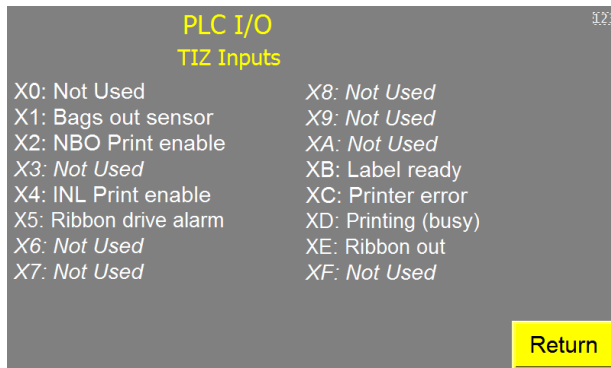 PLC I/O
TIZ Inputs
X0: Not Used
X1: Bags out sensor
X2: NBO Print enable
X3: Not Used
X4: INL Print enable
X5: Ribbon drive alarm
X6: Not Used
X7: Not Used
X8: Not Used
X9: Not Used
XA: Not Used
XB: Label ready
XC: Printer error
XD: Printing (busy)
XE: Ribbon out
XF: Not Used
Return